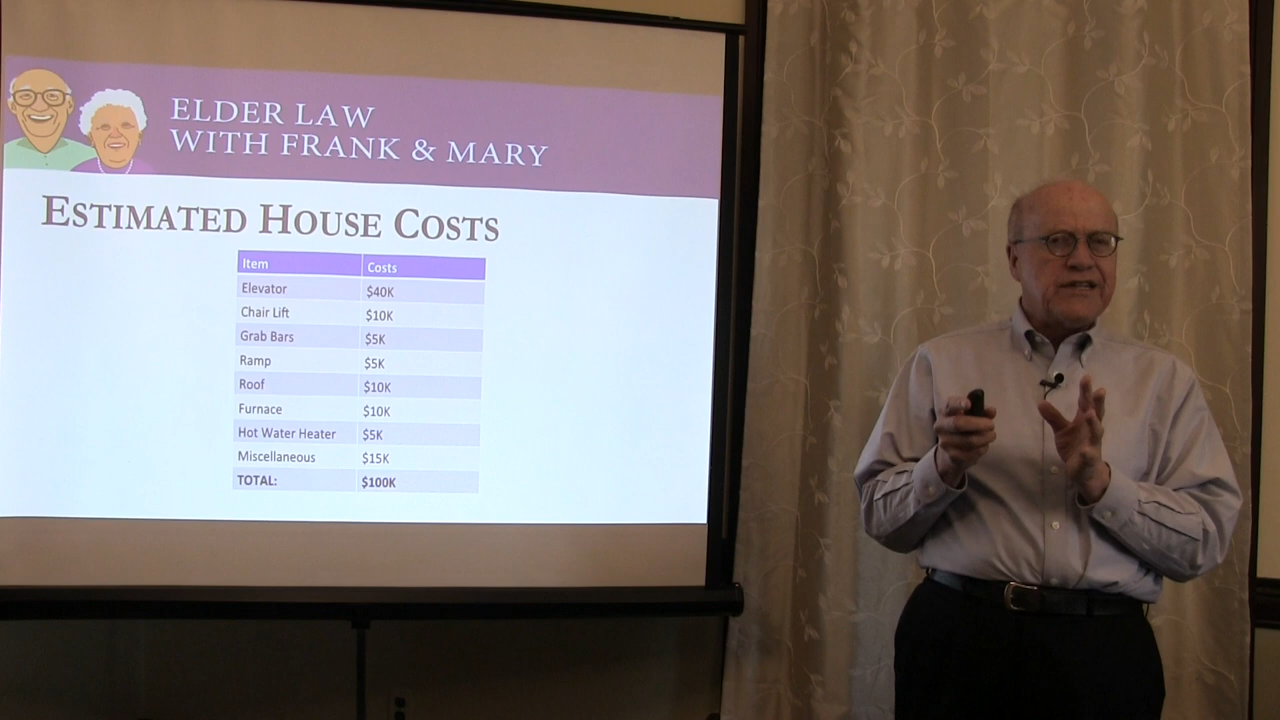 ELDER LAW
WITH FRANK & MARY
ESTIMATED HOUSE COSTS
Item Costs
Elevator $40K
Chair Lift $10K
Grab Bars $5K
Ramp $5K
Roof $10K
Furnace $10K
Hot Water Heater $5K
Miscellaneous $15K
TOTAL: $100K